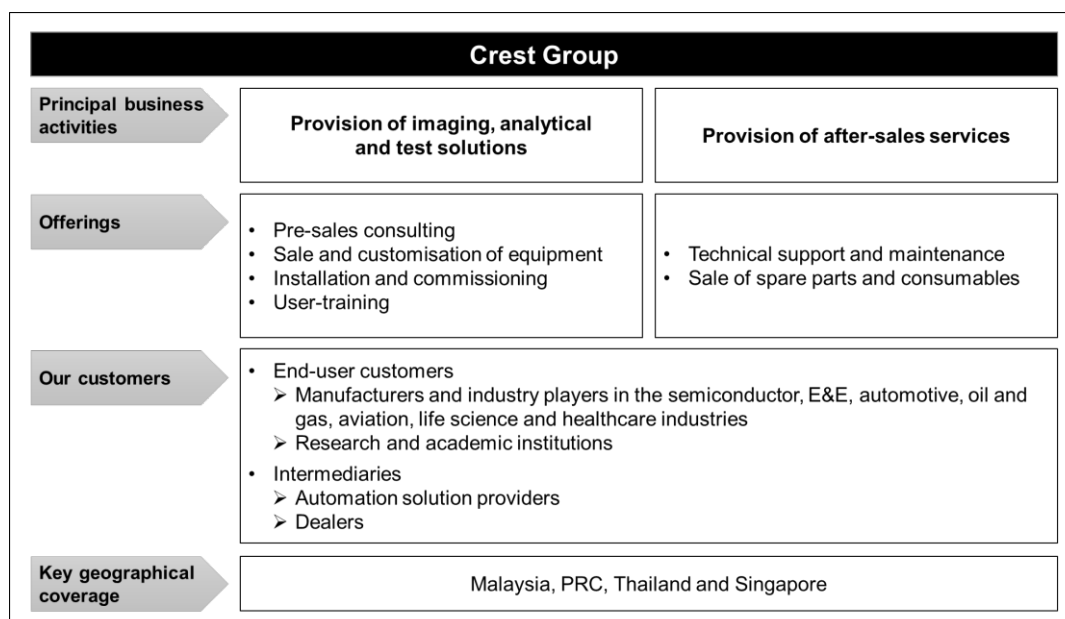 Crest Group
Principal business
activities
Provision of imaging, analytical
and test solutions
Provision of after-sales services
Offerings
• Pre-sales consulting
• Sale and customisation of equipment
• Installation and commissioning
• User-training
• Technical support and maintenance
• Sale of spare parts and consumables
Our customers
• End-user customers
➢ Manufacturers and industry players in the semiconductor, E&E, automotive, oil and
gas, aviation, life science and healthcare industries
➢ Research and academic institutions
• Intermediaries
➢ Automation solution providers
➢ Dealers
Key geographical
coverage
Malaysia, PRC, Thailand and Singapore